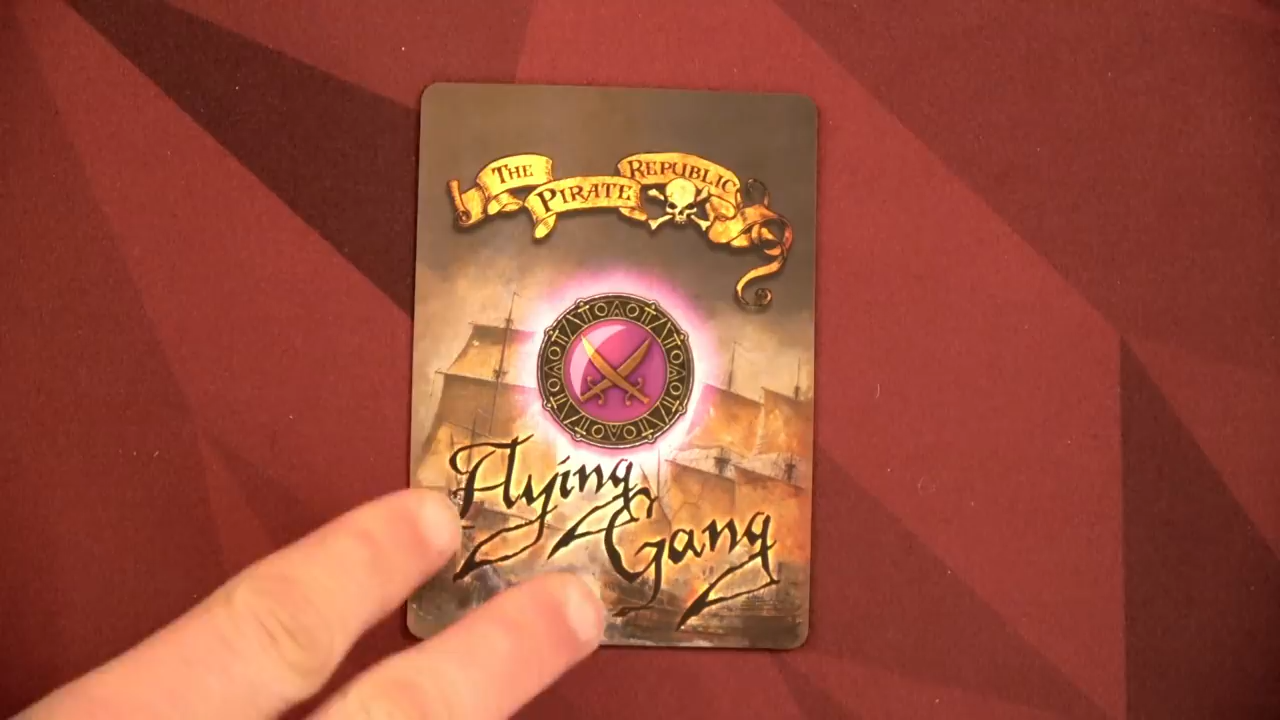 The
Pirate
Republic
Flying
Gang